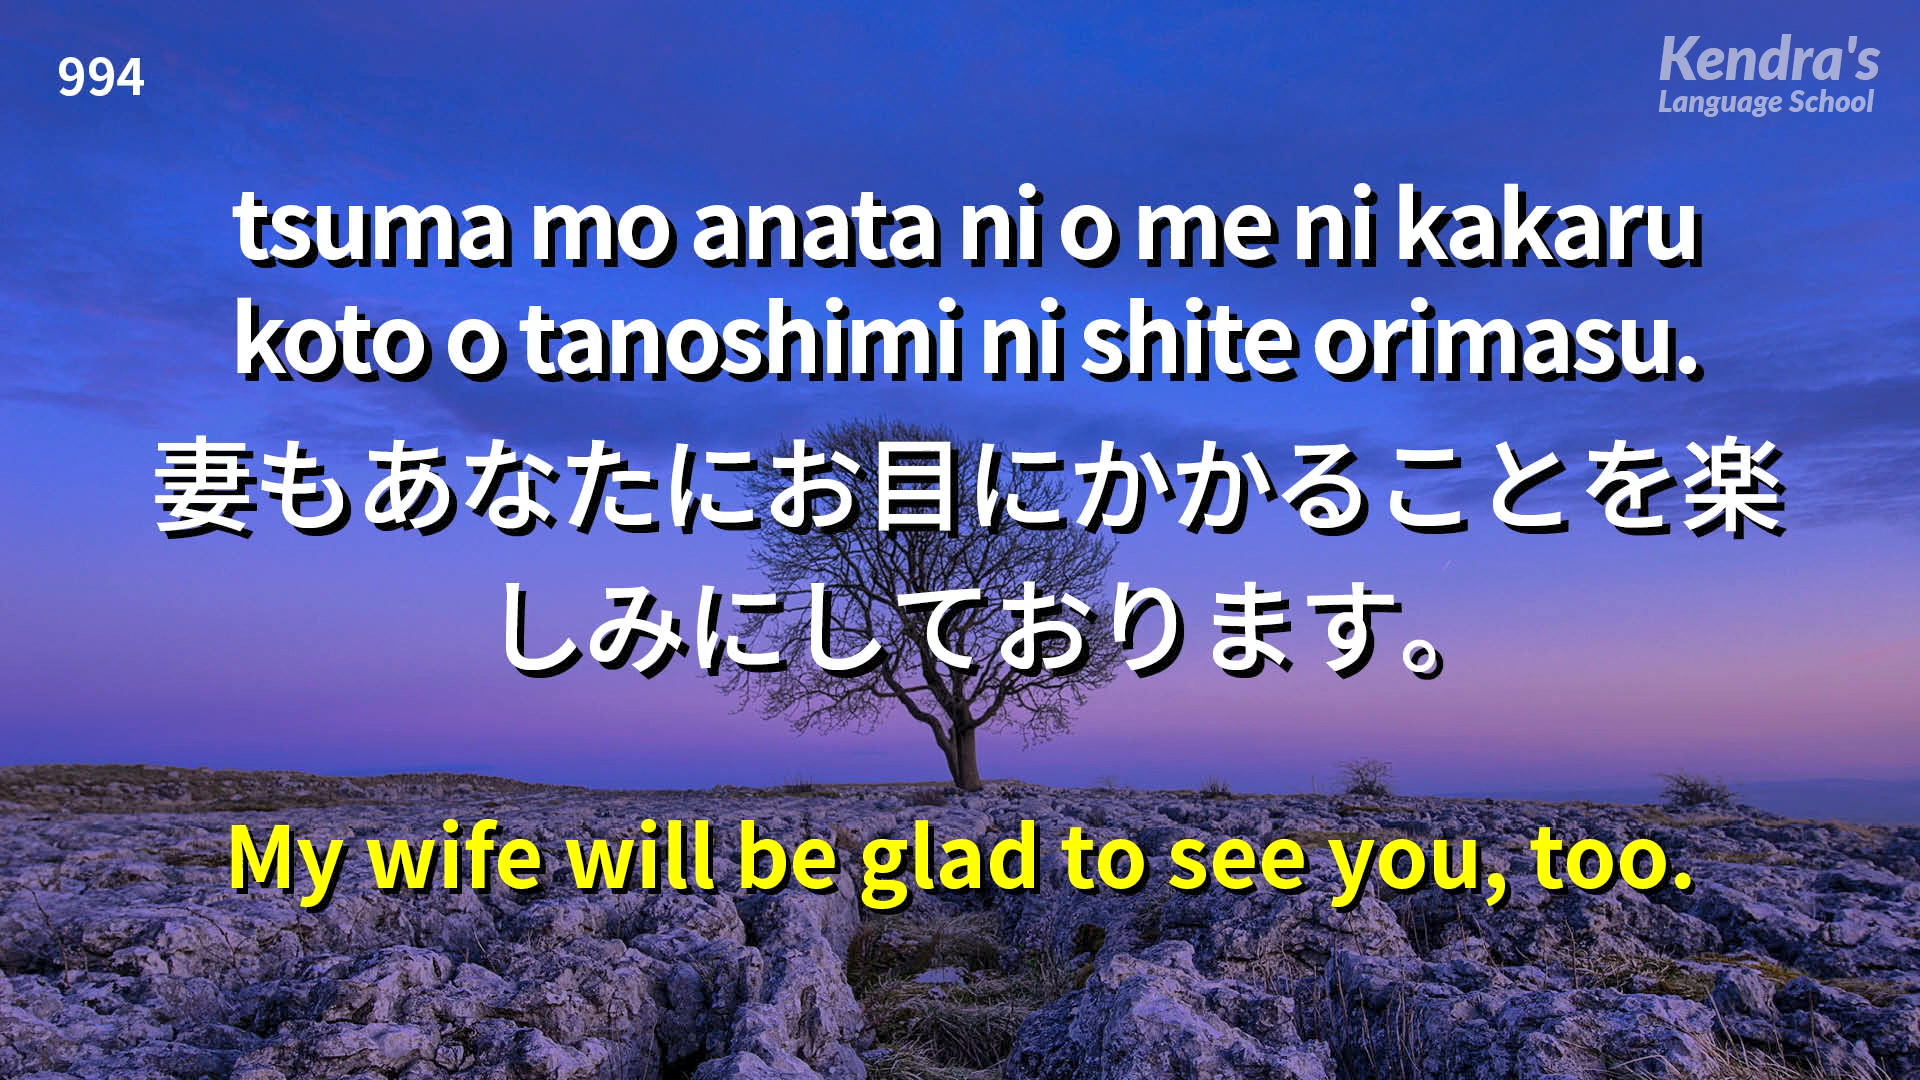 994
Kendra's
Language School
tsuma mo anata ni o me ni kakaru
koto o tanoshimi ni shite orimasu.
妻もあなたにお目にかかることを楽
しみにしております。
My wife will be glad to see you, too.